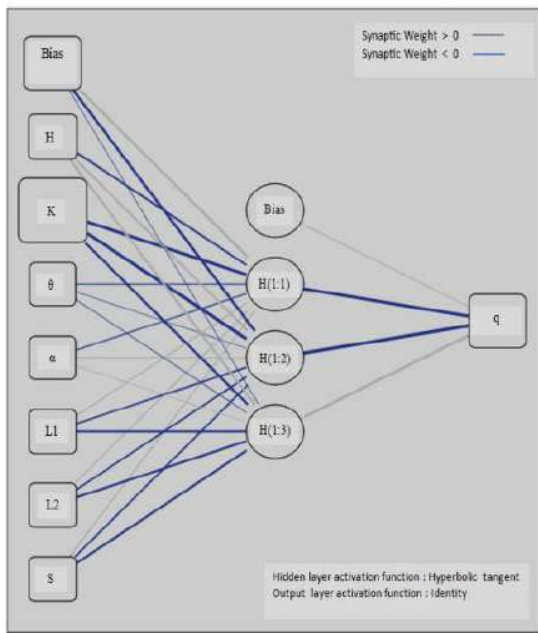 Synaptic Weight > 0
Synaptic Weight < 0
Bias
H
K
θ
α
L1
L2
S
Bias
H(1:1)
H(1:2)
H(1:3)
q
Hidden layer activation function : Hyperbolic tangent
Output layer activation function : Identity